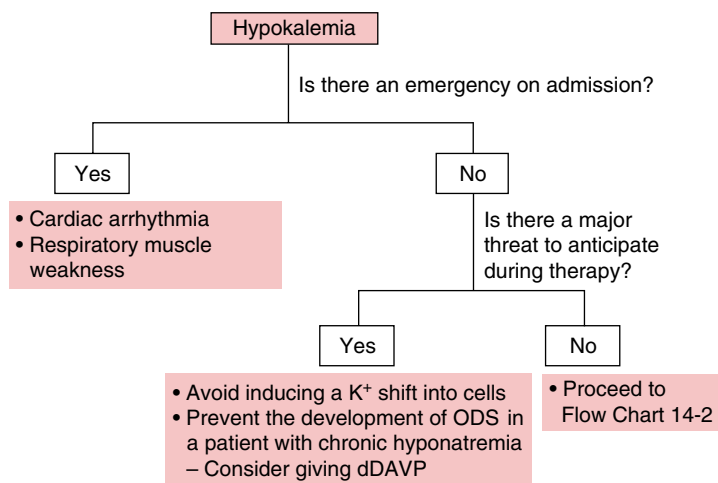 Hypokalemia
Is there an emergency on admission?
Yes
No
• Cardiac arrhythmia
• Respiratory muscle
weakness
Is there a major
threat to anticipate
during therapy?
Yes
No
• Avoid inducing a K⁺ shift into cells
• Prevent the development of ODS in
a patient with chronic hyponatremia
– Consider giving dDAVP
• Proceed to
Flow Chart 14-2